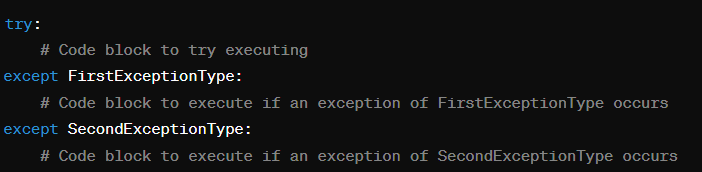 try:
    # Code block to try executing
except FirstExceptionType:
    # Code block to execute if an exception of FirstExceptionType occurs
except SecondExceptionType:
    # Code block to execute if an exception of SecondExceptionType occurs